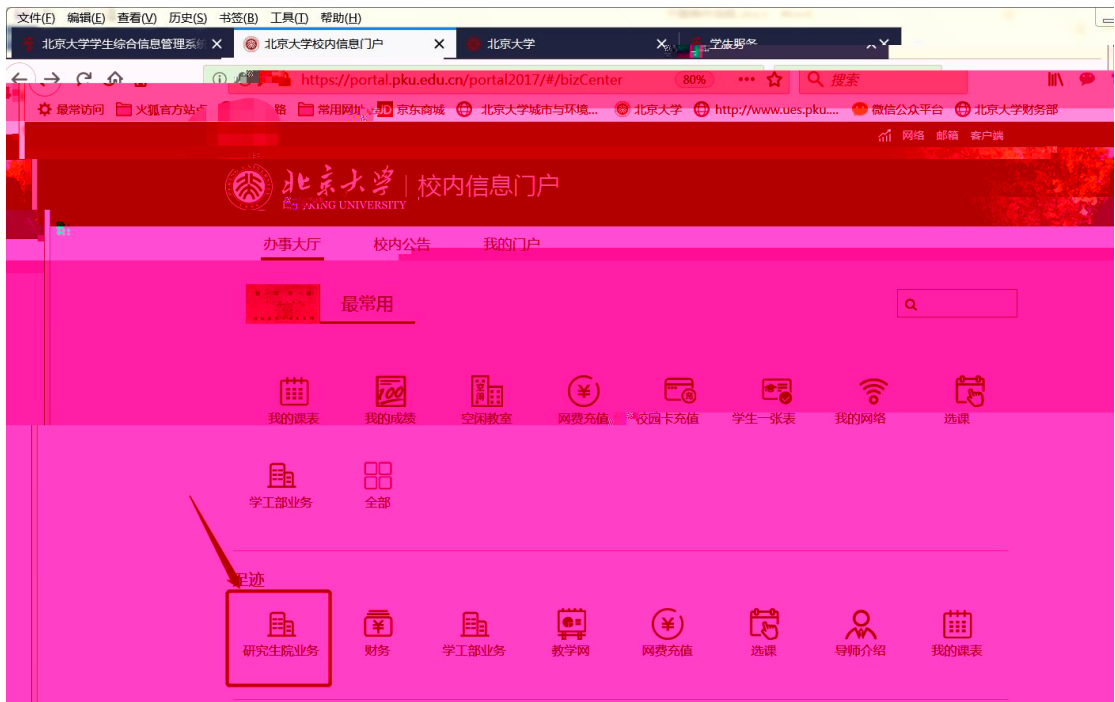 文件(F) 编辑(E) 查看(V) 历史(S) 书签(B) 工具(T) 帮助(H)
北京大学学生综合信息管理系统 北京大学校内信息门户 北京大学
https://portal.pku.edu.cn/portal2017/#/bizCenter 80% 搜索
最常访问 火狐官方站点 常用网址 JD 京东商城 北京大学城市与环境... 北京大学 http://www.ues.pku.... 微信公众平台 北京大学财务部
网络 邮箱 客户端
北京大学 校内信息门户
PEKING UNIVERSITY
办事大厅 校内公告 我的门户
最常用
我的课表 我的成绩 空闲教室 网费充值 校园卡充值 学生一张表 我的网络 选课
学工部业务 全部
足迹
研究生院业务 财务 学工部业务 教学网 网费充值 选课 导师介绍 我的课表